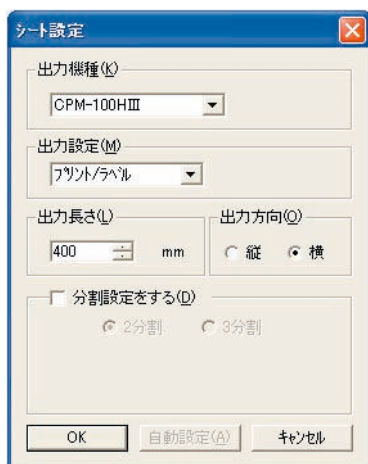 シート設定
出力機種(K)
CPM-100HⅢ
出力設定(M)
プリント/ラベル
出力長さ(L)
出力方向(O)
400 mm
縦 横
分割設定をする(D)
2分割 3分割
OK 自動設定(A) キャンセル